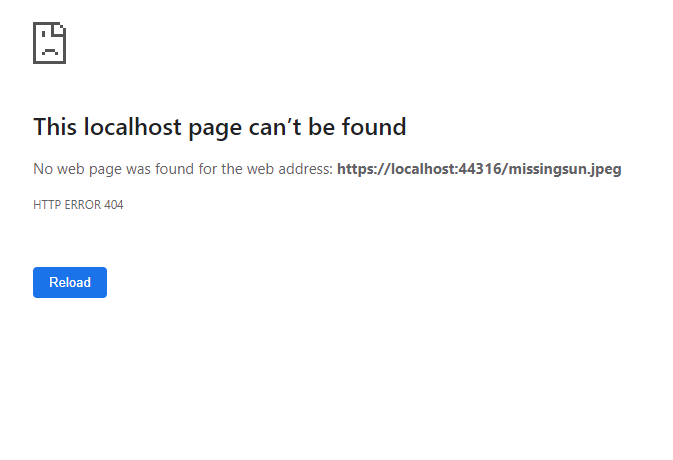 This localhost page can’t be found
No web page was found for the web address: https://localhost:44316/missingsun.jpeg
HTTP ERROR 404
Reload